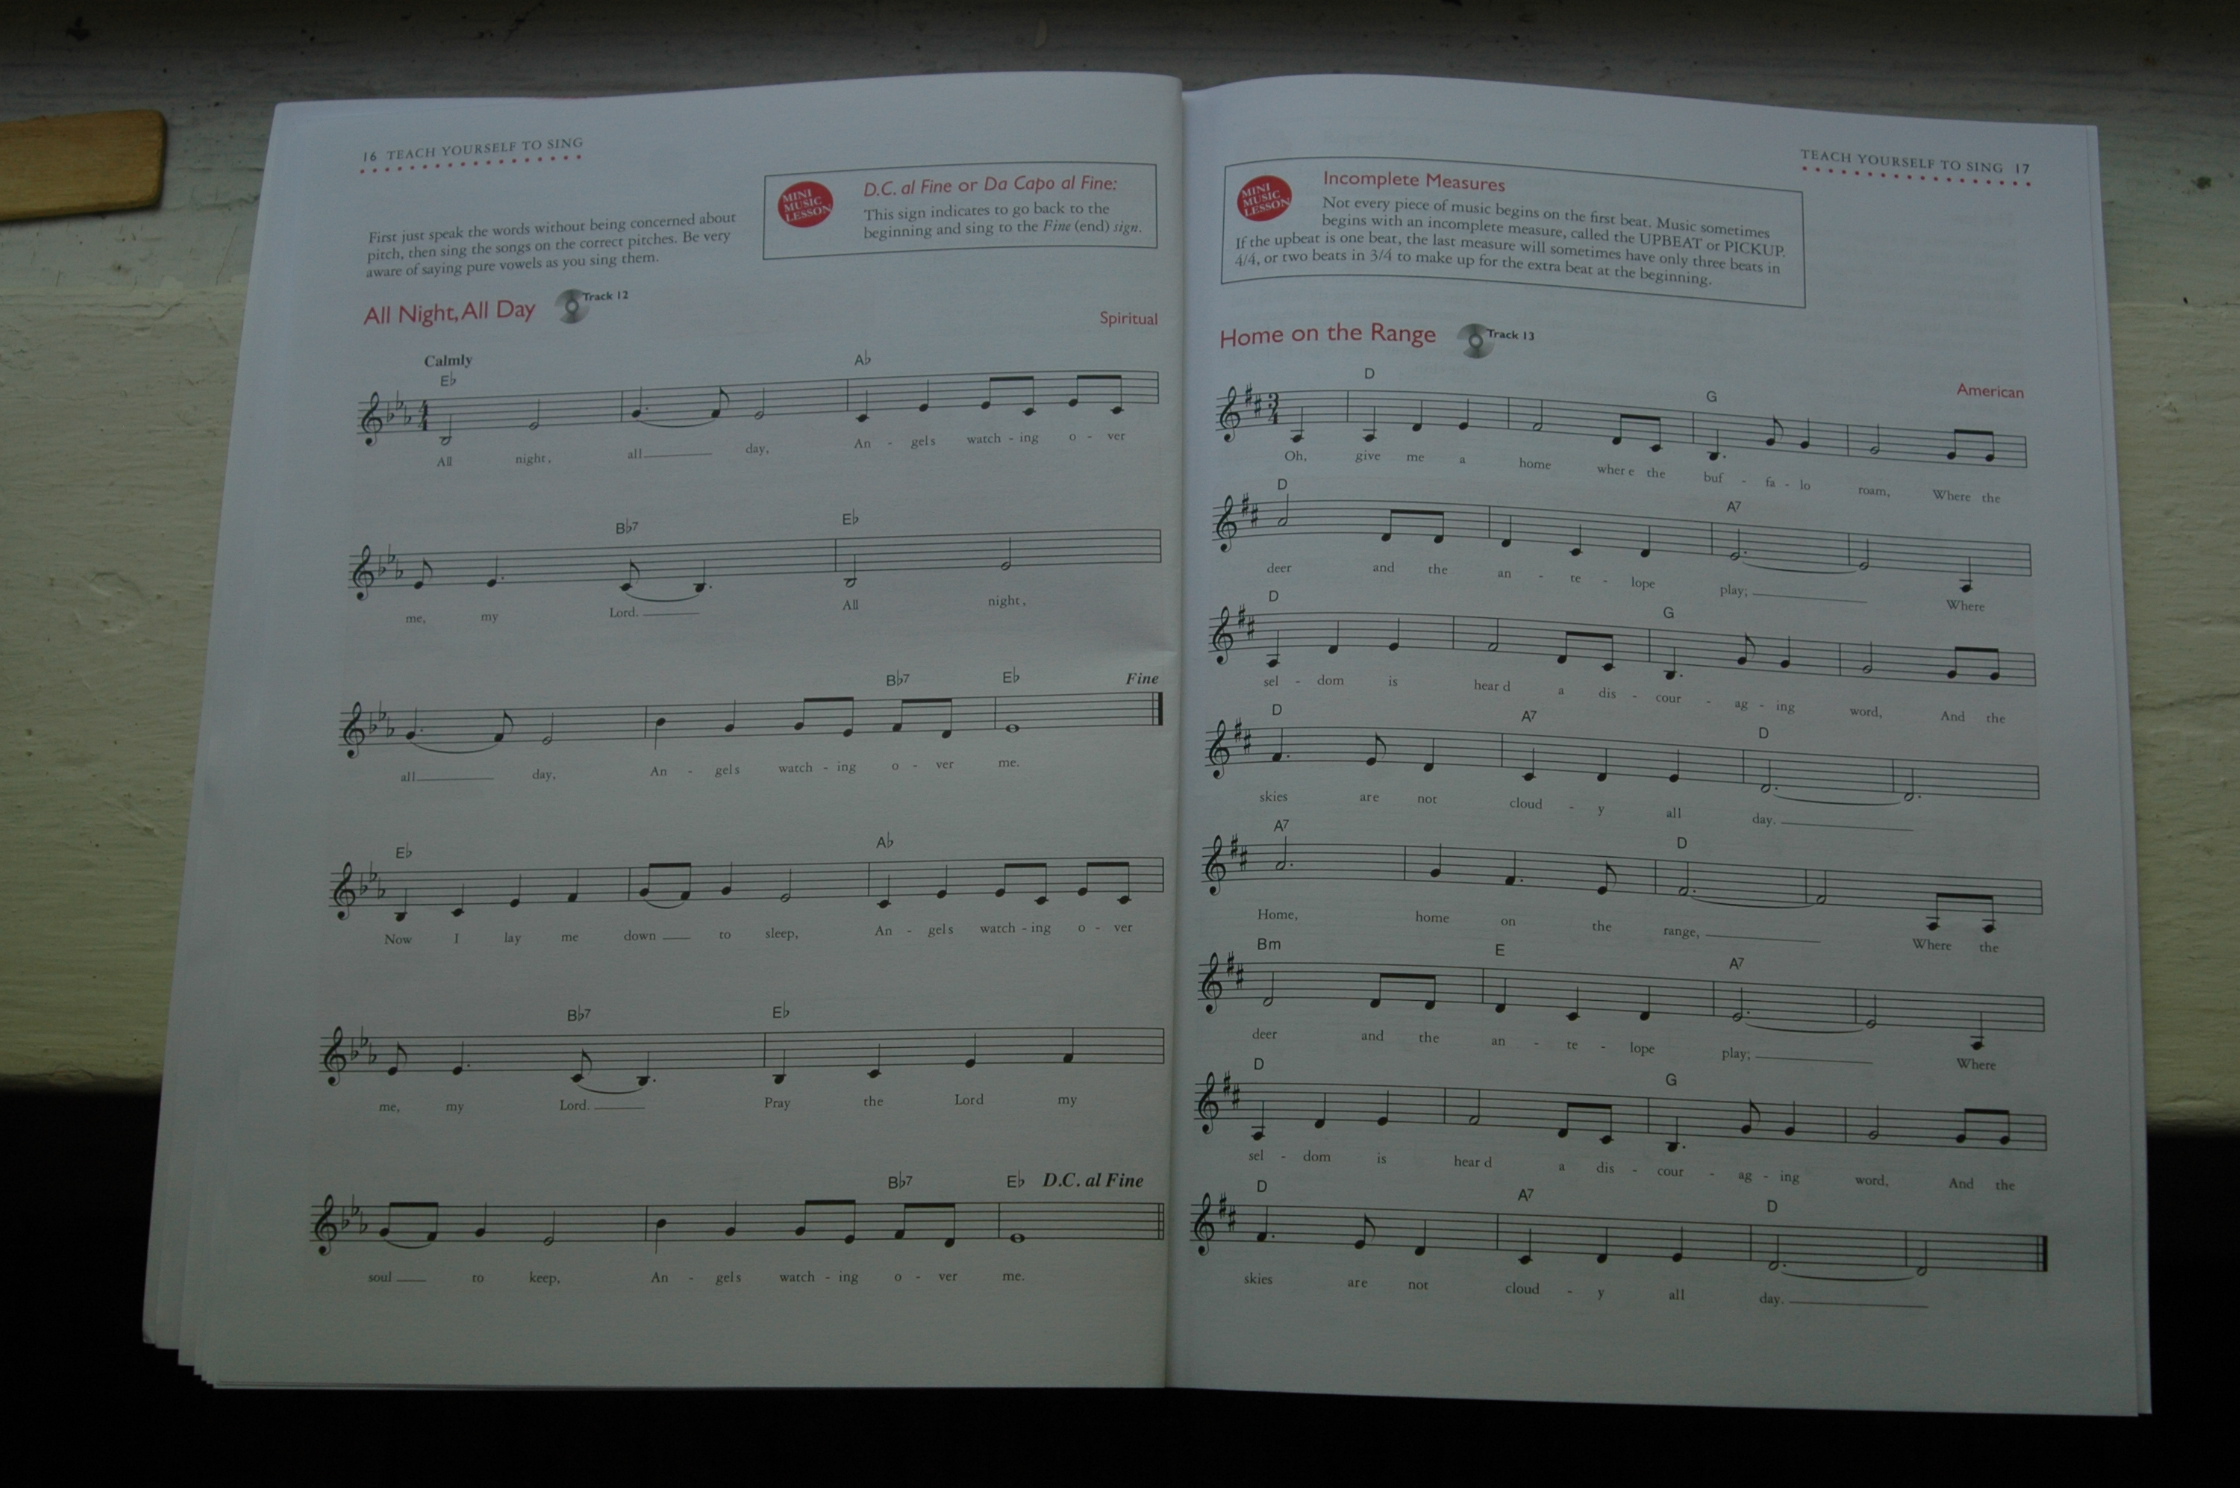 16 TEACH YOURSELF TO SING
First just speak the words without being concerned about
pitch, then sing the songs on the correct pitches. Be very
aware of saying pure vowels as you sing them.
MINI
MUSIC
LESSON
D.C. al Fine or Da Capo al Fine:
This sign indicates to go back to the
beginning and sing to the Fine (end) sign.
All Night, All Day
Track 12
Spiritual
Calmly
E♭ A♭
4
4
All night, all day, An - gels watch - ing o - ver
B♭7 E♭
me, my Lord. All night,
B♭7 E♭ Fine
all day, An - gels watch - ing o - ver me.
E♭ A♭
Now I lay me down to sleep, An - gels watch - ing o - ver
B♭7 E♭
me, my Lord. Pray the Lord my
B♭7 E♭ D.C. al Fine
soul to keep, An - gels watch - ing o - ver me.
TEACH YOURSELF TO SING 17
MINI
MUSIC
LESSON
Incomplete Measures
Not every piece of music begins on the first beat. Music sometimes
begins with an incomplete measure, called the UPBEAT or PICKUP.
If the upbeat is one beat, the last measure will sometimes have only three beats in
4/4, or two beats in 3/4 to make up for the extra beat at the beginning.
Home on the Range
Track 13
American
D G
3
4
Oh, give me a home where the buf - fa - lo roam, Where the
D A7
deer and the an - te - lope play; Where
D G
sel - dom is heard a dis - cour - ag - ing word, And the
D A7 D
skies are not cloud - y all day.
A7 D
Home, home on the range, Where the
Bm E A7
deer and the an - te - lope play; Where
D G
sel - dom is heard a dis - cour - ag - ing word, And the
D A7 D
skies are not cloud - y all day.